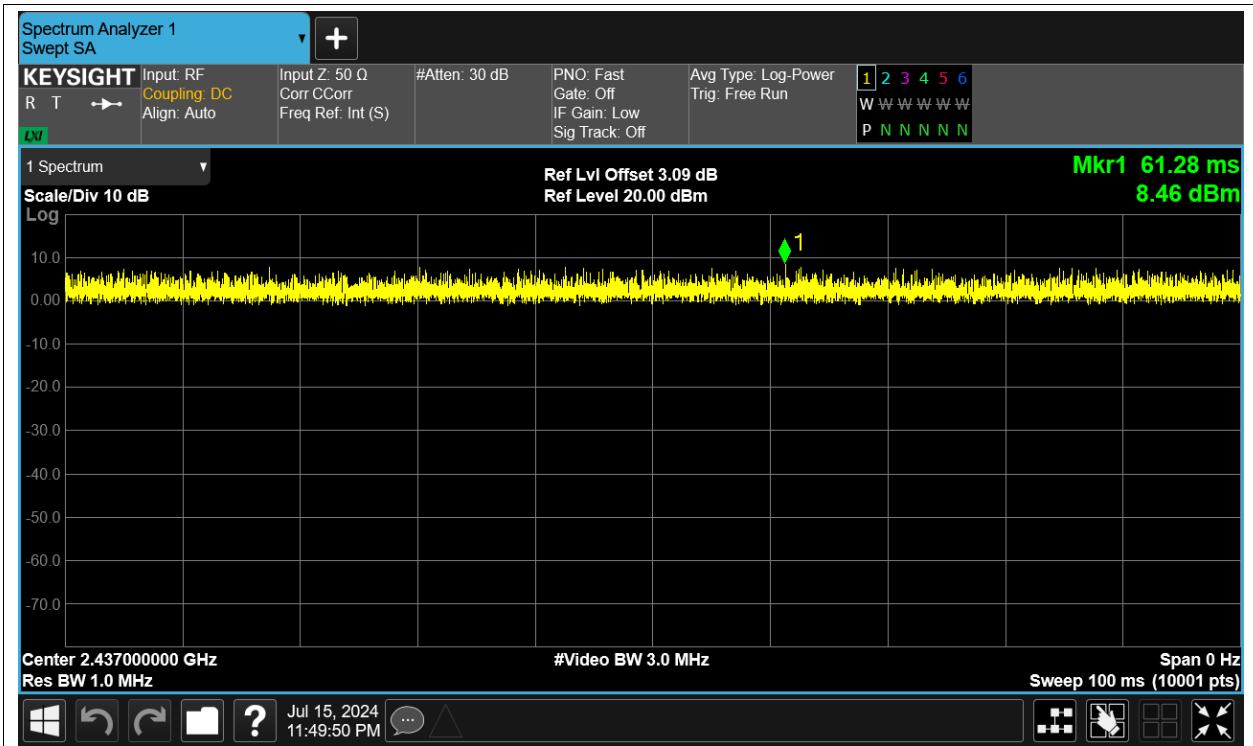 Spectrum Analyzer 1
Swept SA
KEYSIGHT
R T
LXI
Input: RF
Coupling: DC
Align: Auto
Input Z: 50 Ω
Corr CCorr
Freq Ref: Int (S)
#Atten: 30 dB
PNO: Fast
Gate: Off
IF Gain: Low
Sig Track: Off
Avg Type: Log-Power
Trig: Free Run
1 2 3 4 5 6
W W W W W W
P N N N N N
1 Spectrum
Scale/Div 10 dB
Ref Lvl Offset 3.09 dB
Ref Level 20.00 dBm
Mkr1 61.28 ms
8.46 dBm
Log
1
10.0
0.00
-10.0
-20.0
-30.0
-40.0
-50.0
-60.0
-70.0
Center 2.437000000 GHz
Res BW 1.0 MHz
#Video BW 3.0 MHz
Span 0 Hz
Sweep 100 ms (10001 pts)
?
Jul 15, 2024
11:49:50 PM